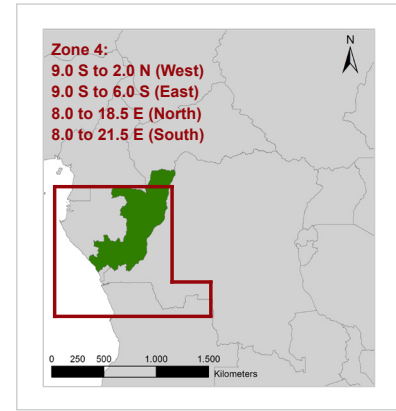 N
Zone 4:
9.0 S to 2.0 N (West)
9.0 S to 6.0 S (East)
8.0 to 18.5 E (North)
8.0 to 21.5 E (South)
0 250 500 1.000 1.500
Kilometers